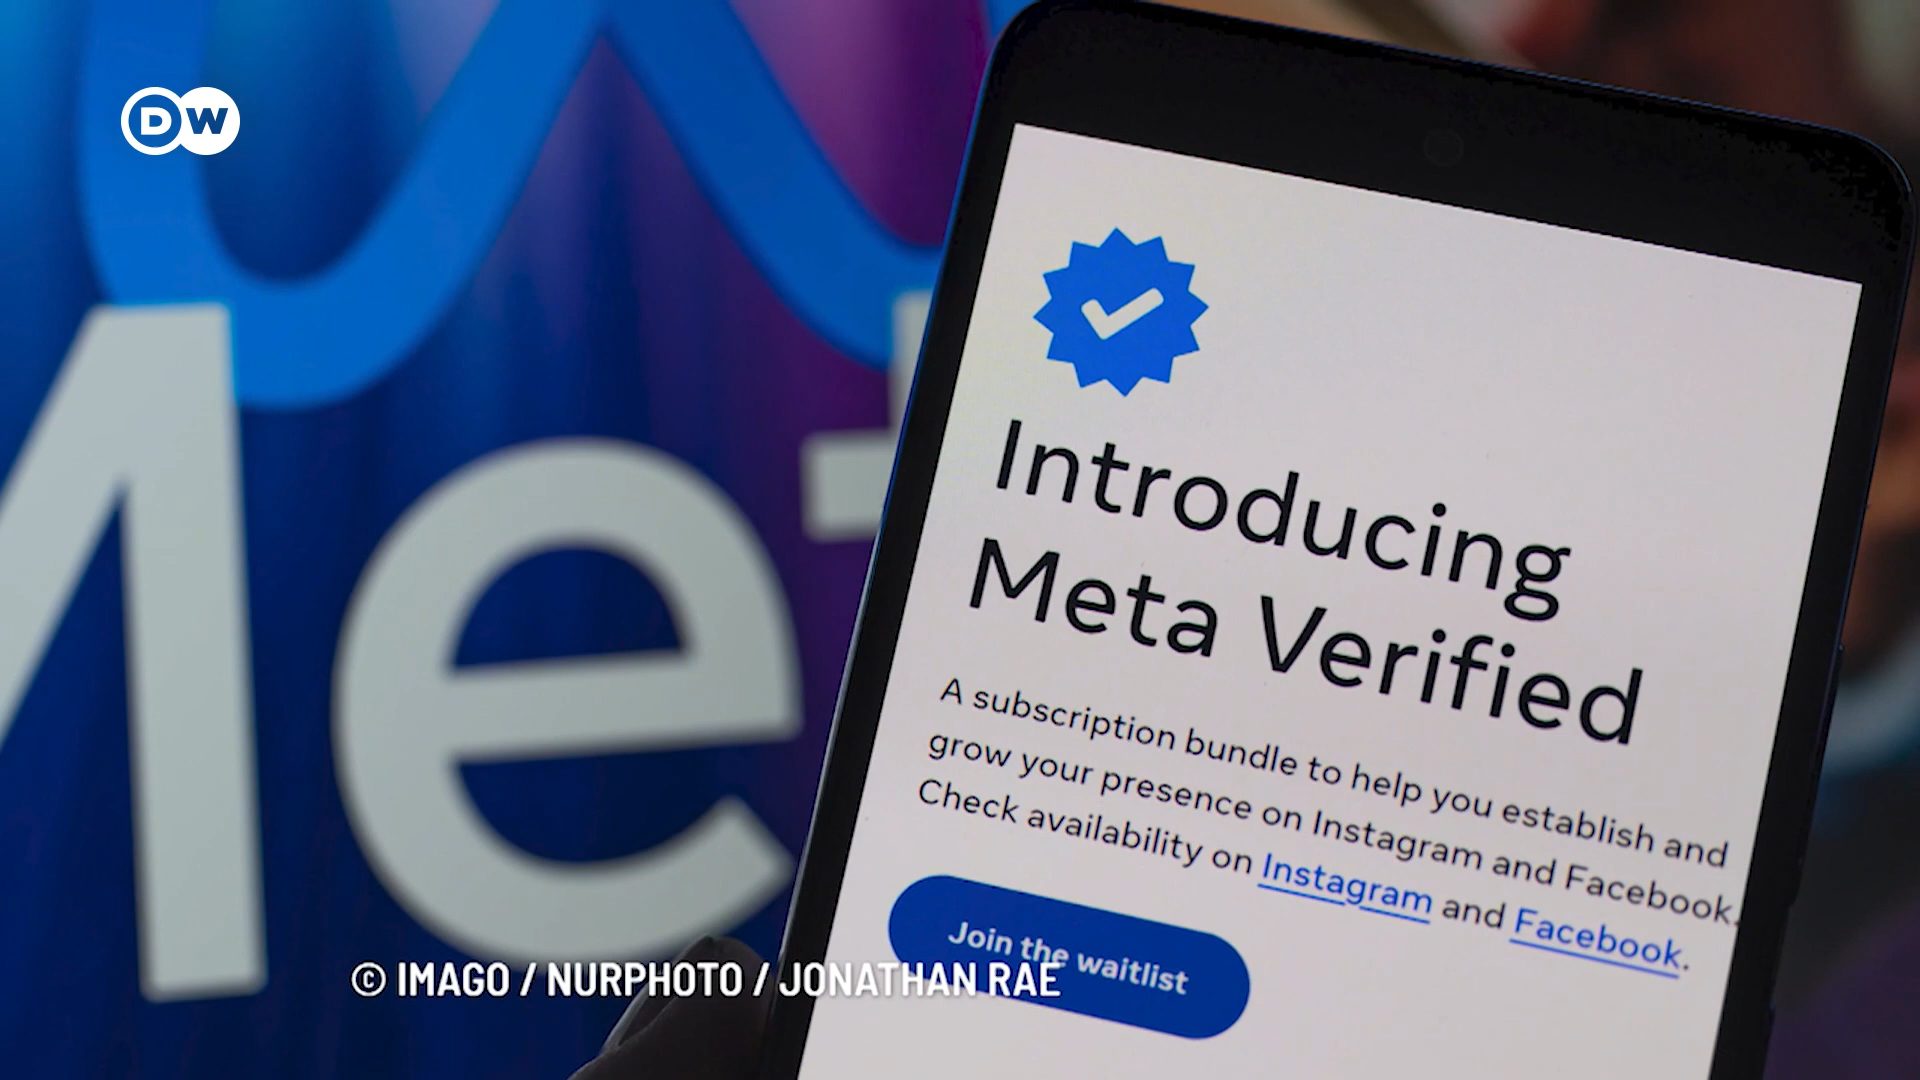 DW
Met
Introducing
Meta Verified
A subscription bundle to help you establish and
grow your presence on Instagram and Facebook.
Check availability on Instagram and Facebook.
Join the waitlist
© IMAGO / NURPHOTO / JONATHAN RAE